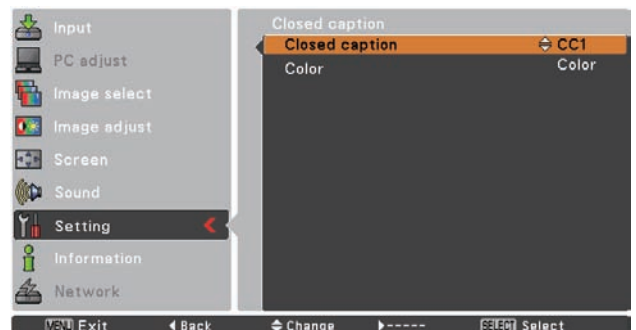 Input
PC adjust
Image select
Image adjust
Screen
Sound
Setting
Information
Network
Closed caption
Closed caption CC1
Color Color
MENU Exit Back Change ----- SELECT Select